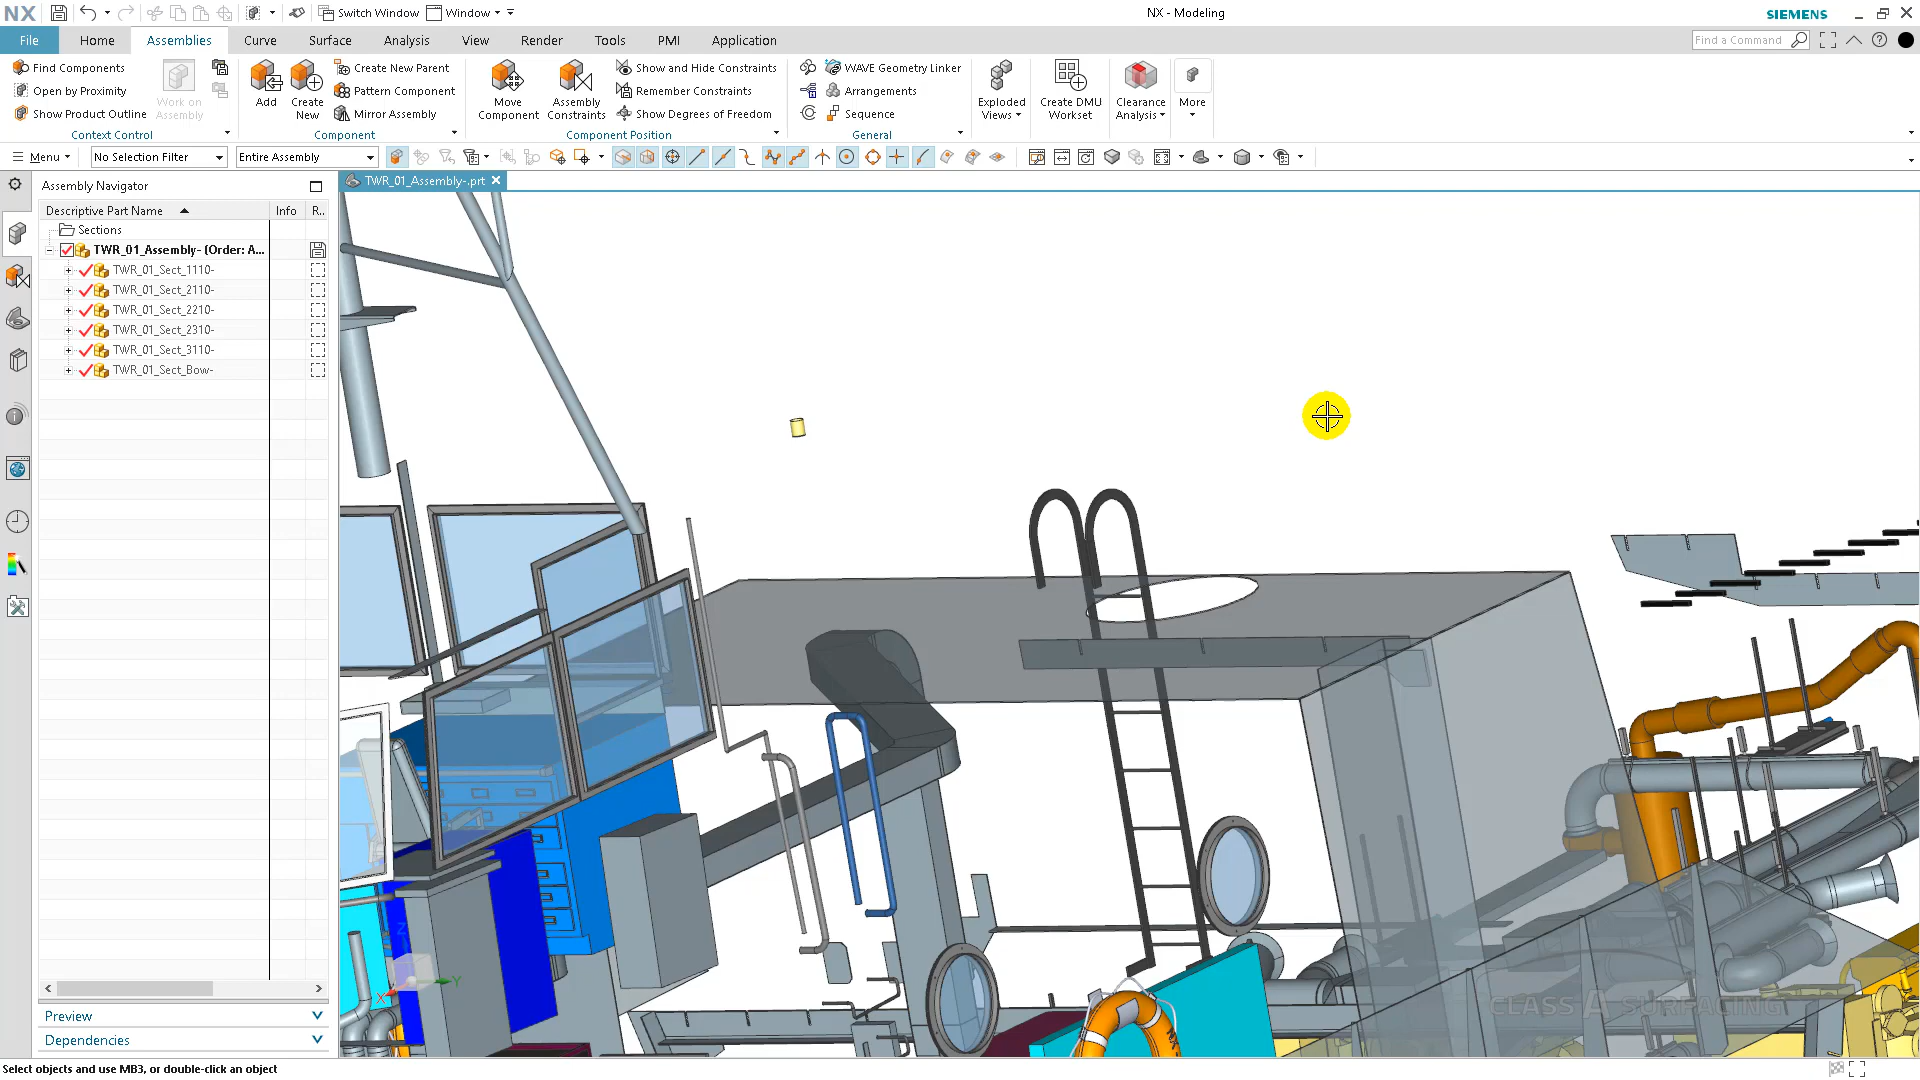 NX
Switch Window
Window
NX - Modeling
SIEMENS
File
Home
Assemblies
Curve
Surface
Analysis
View
Render
Tools
PMI
Application
Find a Command
Find Components
Open by Proximity
Show Product Outline
Work on
Assembly
Context Control
Add
Create
New
Create New Parent
Pattern Component
Mirror Assembly
Component
Move
Component
Assembly
Constraints
Show and Hide Constraints
Remember Constraints
Show Degrees of Freedom
Component Position
WAVE Geometry Linker
Arrangements
Sequence
General
Exploded
Views
Create DMU
Workset
Clearance
Analysis
More
Menu
No Selection Filter
Entire Assembly
Assembly Navigator
TWR_01_Assembly-.prt
Descriptive Part Name
Info
R..
Sections
TWR_01_Assembly- (Order: A...
TWR_01_Sect_1110-
TWR_01_Sect_2110-
TWR_01_Sect_2210-
TWR_01_Sect_2310-
TWR_01_Sect_3110-
TWR_01_Sect_Bow-
Z
Y
X
NX
CLASS A SURFACING
Preview
Dependencies
Select objects and use MB3, or double-click an object